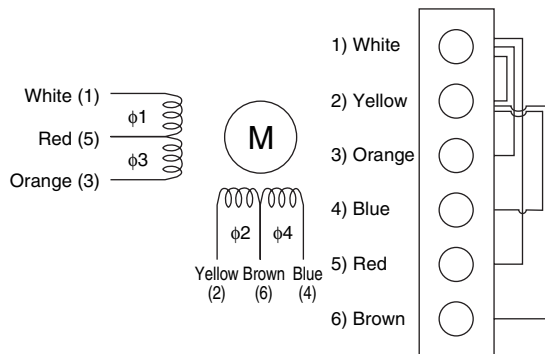 White (1)
ϕ1
Red (5)
ϕ3
Orange (3)
M
ϕ2
ϕ4
Yellow Brown Blue
(2) (6) (4)
1) White
2) Yellow
3) Orange
4) Blue
5) Red
6) Brown